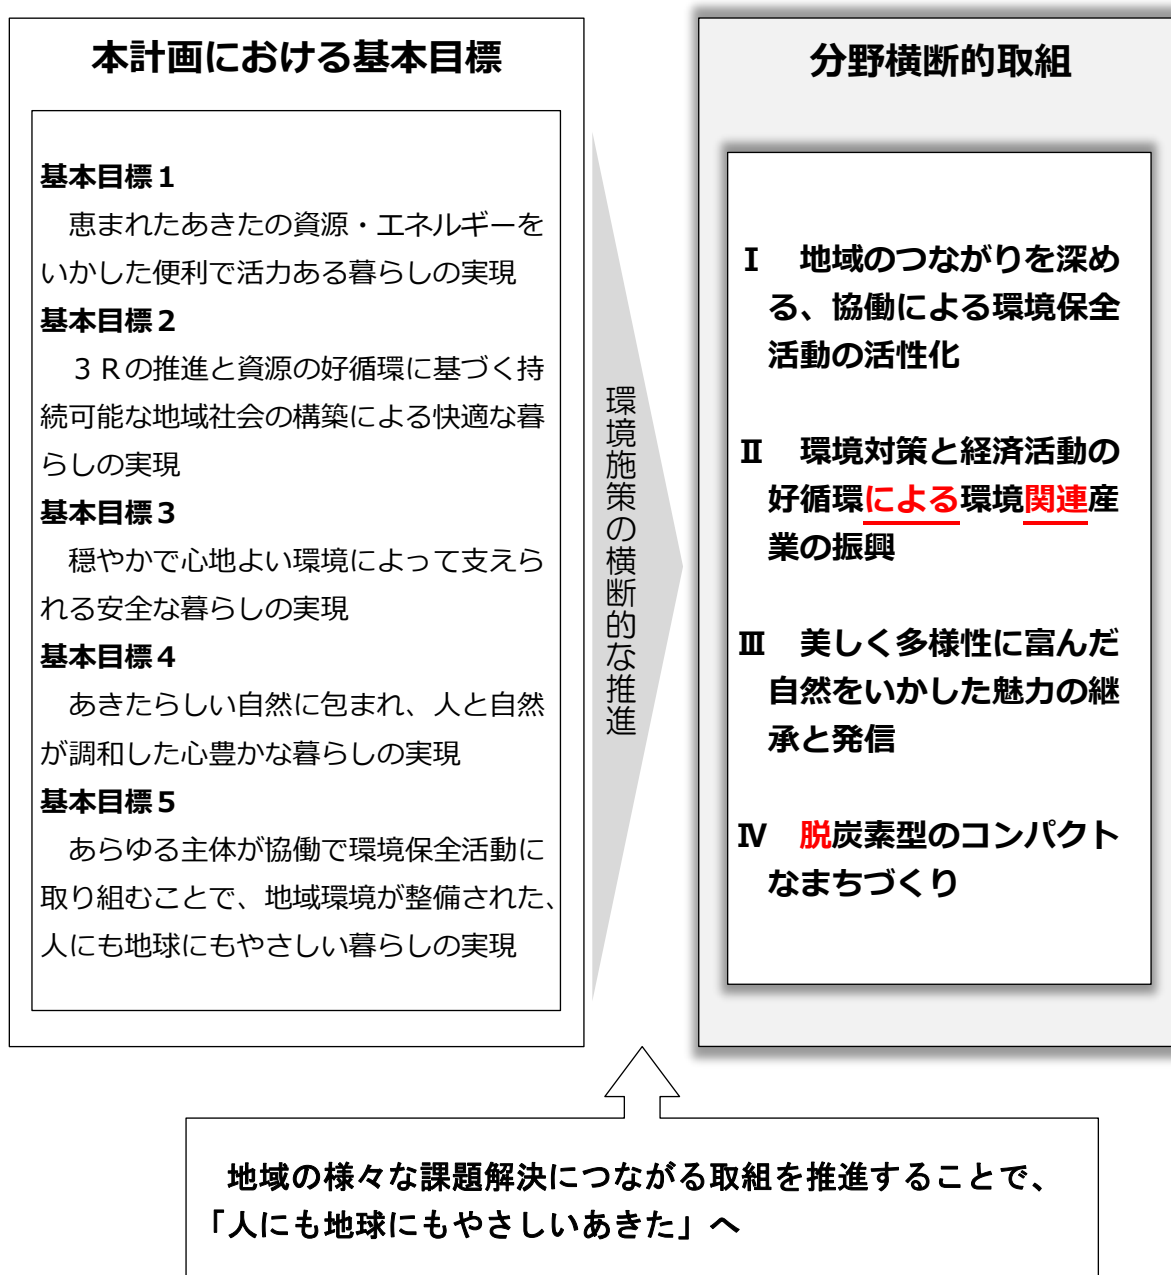 本計画における基本目標
基本目標１
恵まれたあきたの資源・エネルギーを
いかした便利で活力ある暮らしの実現
基本目標２
３Ｒの推進と資源の好循環に基づく持
続可能な地域社会の構築による快適な暮
らしの実現
基本目標３
穏やかで心地よい環境によって支えら
れる安全な暮らしの実現
基本目標４
あきたらしい自然に包まれ、人と自然
が調和した心豊かな暮らしの実現
基本目標５
あらゆる主体が協働で環境保全活動に
取り組むことで、地域環境が整備された、
人にも地球にもやさしい暮らしの実現
環境施策の横断的な推進
分野横断的取組
Ⅰ　地域のつながりを深め
る、協働による環境保全
活動の活性化
Ⅱ　環境対策と経済活動の
好循環による環境関連産
業の振興
Ⅲ　美しく多様性に富んだ
自然をいかした魅力の継
承と発信
Ⅳ　脱炭素型のコンパクト
なまちづくり
地域の様々な課題解決につながる取組を推進することで、
「人にも地球にもやさしいあきた」へ